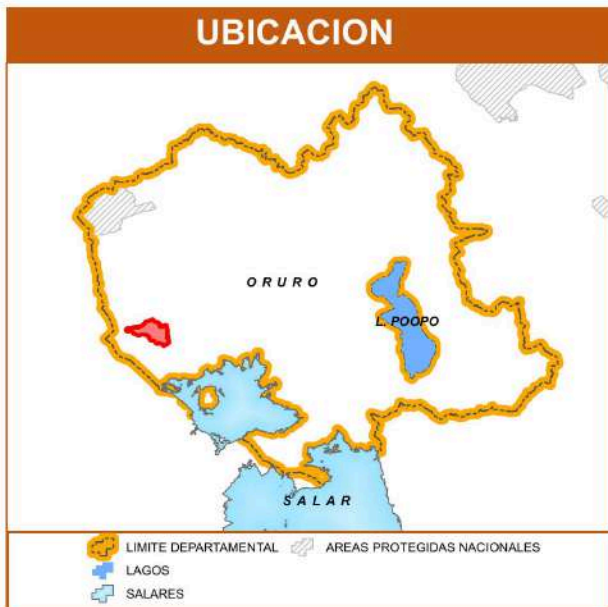 UBICACION
ORURO
L. POOPO
SALAR
LIMITE DEPARTAMENTAL
AREAS PROTEGIDAS NACIONALES
LAGOS
SALARES